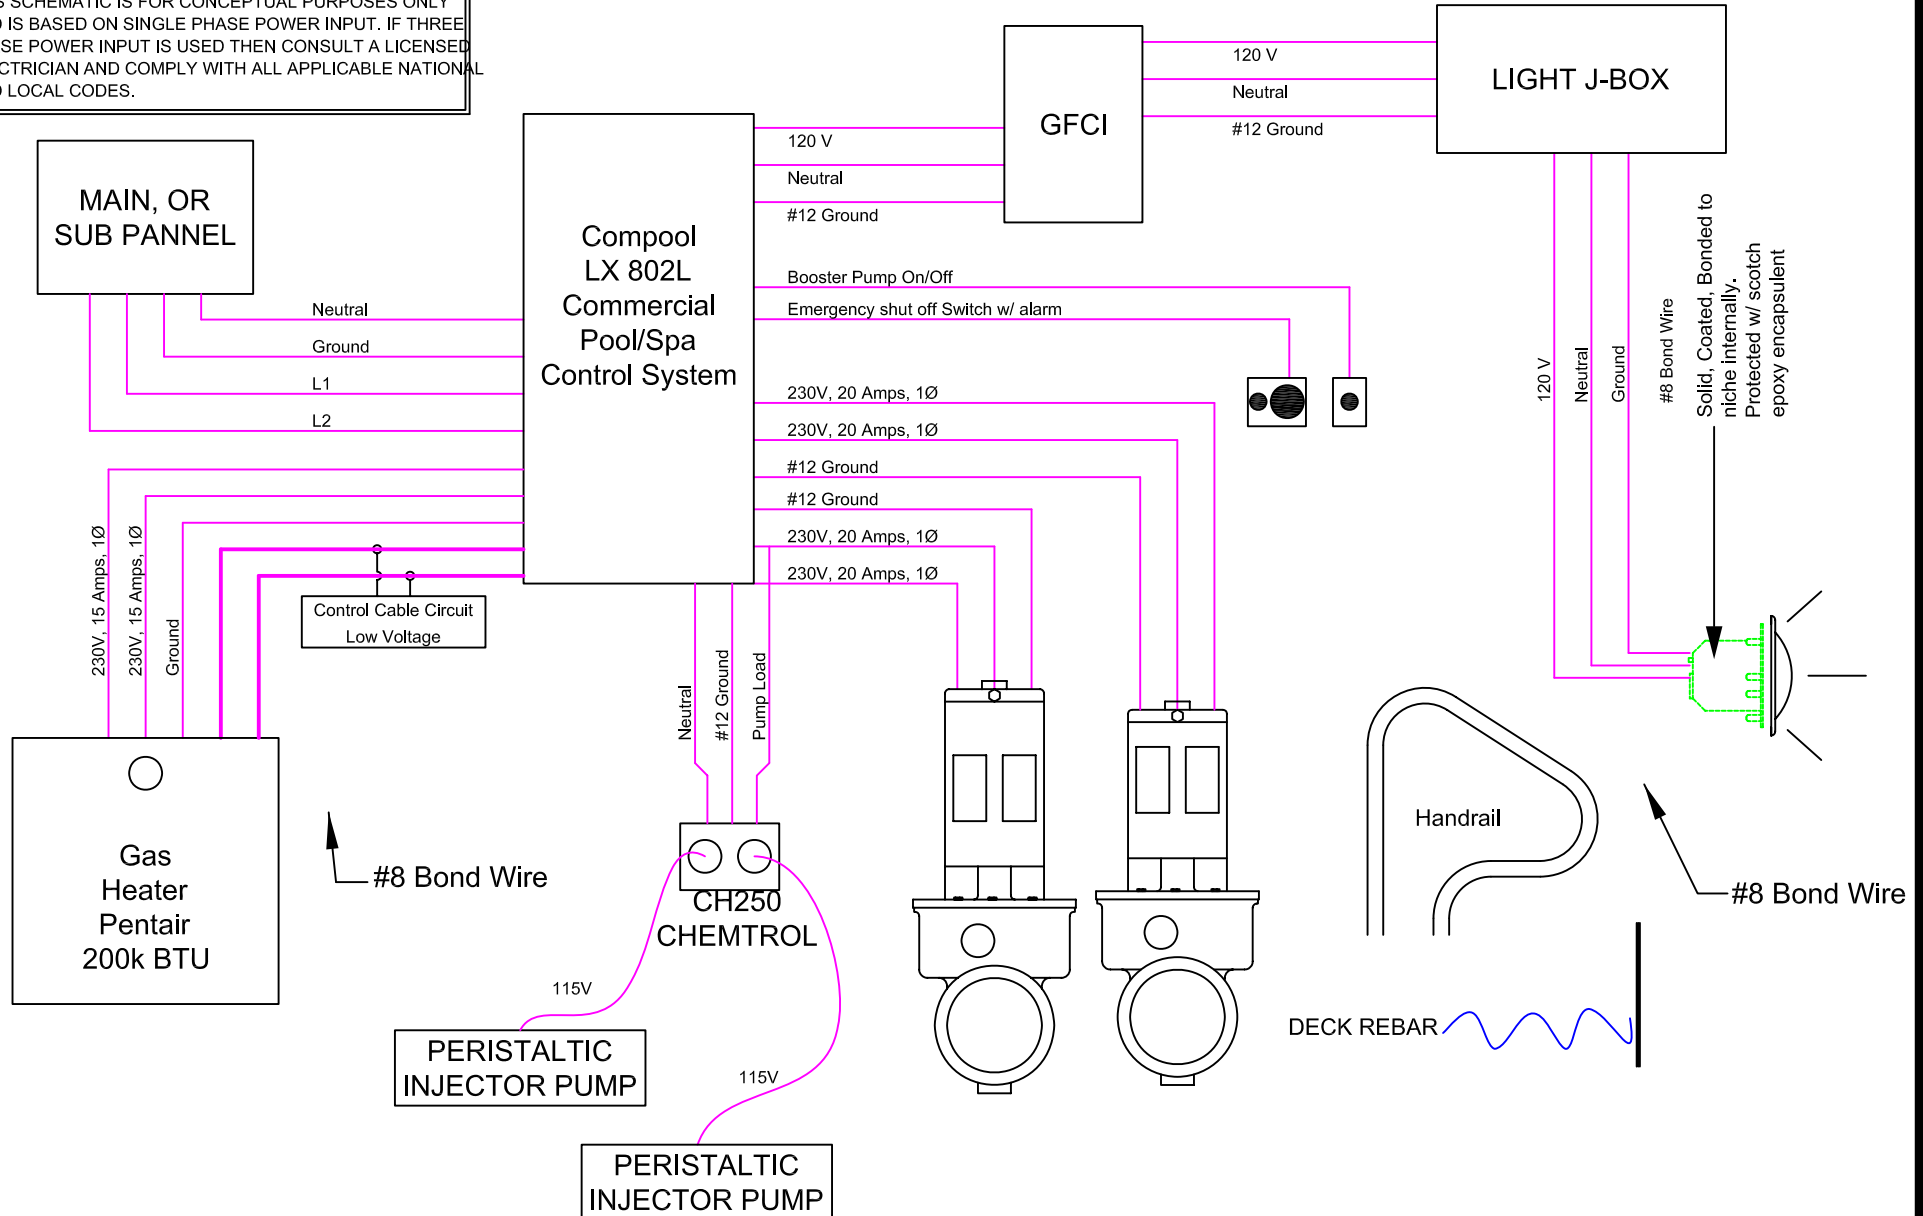 SCHEMATIC IS FOR CONCEPTUAL PURPOSES ONLY
IS BASED ON SINGLE PHASE POWER INPUT. IF THREE
POWER INPUT IS USED THEN CONSULT A LICENSED
AND COMPLY WITH ALL APPLICABLE NATIONAL
LOCAL CODES.
MAIN, OR
SUB PANNEL
Neutral
Ground
L1
L2
Compool
LX 802L
Commercial
Pool/Spa
Control System
120 V
Neutral
#12 Ground
GFCI
120 V
Neutral
#12 Ground
LIGHT J-BOX
Booster Pump On/Off
Emergency shut off Switch w/ alarm
230V, 20 Amps, 1Ø
230V, 20 Amps, 1Ø
#12 Ground
#12 Ground
230V, 20 Amps, 1Ø
230V, 20 Amps, 1Ø
120 V
Neutral
Ground
#8 Bond Wire
Solid, Coated, Bonded to
niche internally.
Protected w/ scotch
epoxy encapsulent
230V, 15 Amps, 1Ø
230V, 15 Amps, 1Ø
Ground
Control Cable Circuit
Low Voltage
Neutral
#12 Ground
Pump Load
Gas
Heater
Pentair
200k BTU
#8 Bond Wire
CH250
CHEMTROL
115V
PERISTALTIC
INJECTOR PUMP
115V
PERISTALTIC
INJECTOR PUMP
Handrail
#8 Bond Wire
DECK REBAR